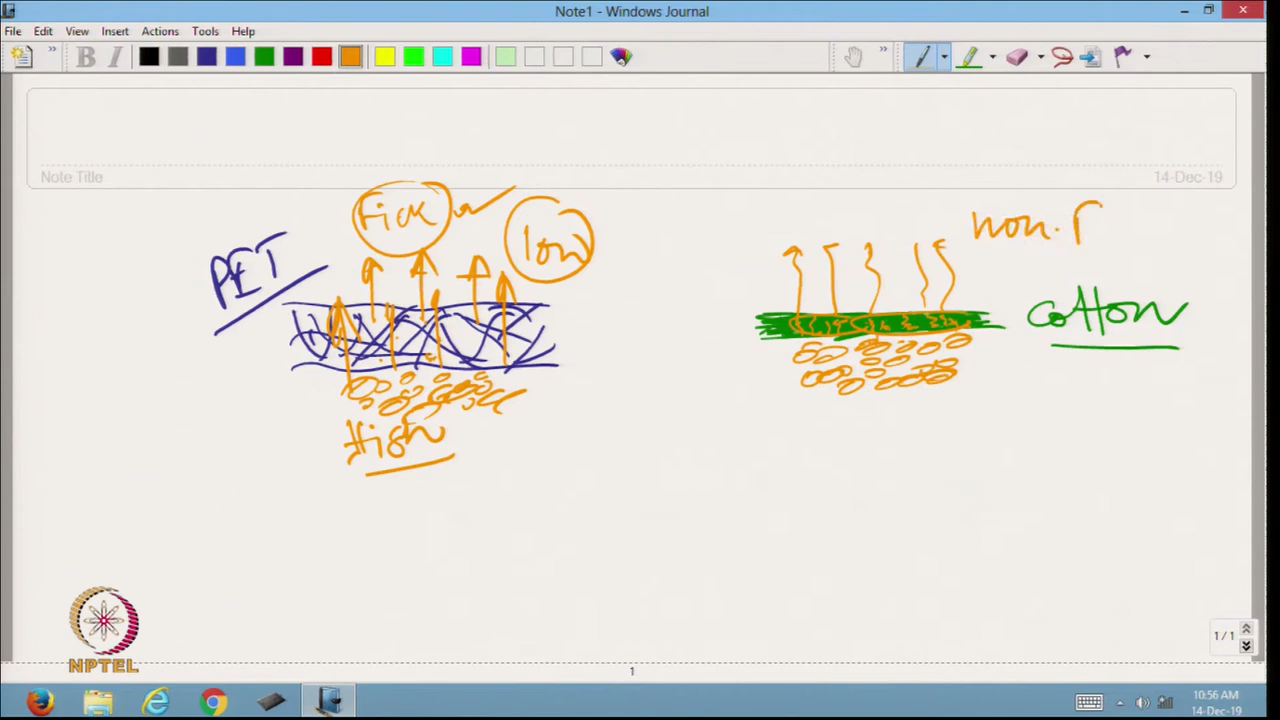 Note1 - Windows Journal
File Edit View Insert Actions Tools Help
Note Title
14-Dec-19
PET
Fick
low
High
non. F
cotton
NPTEL
1 / 1
1
10:56 AM
14-Dec-19